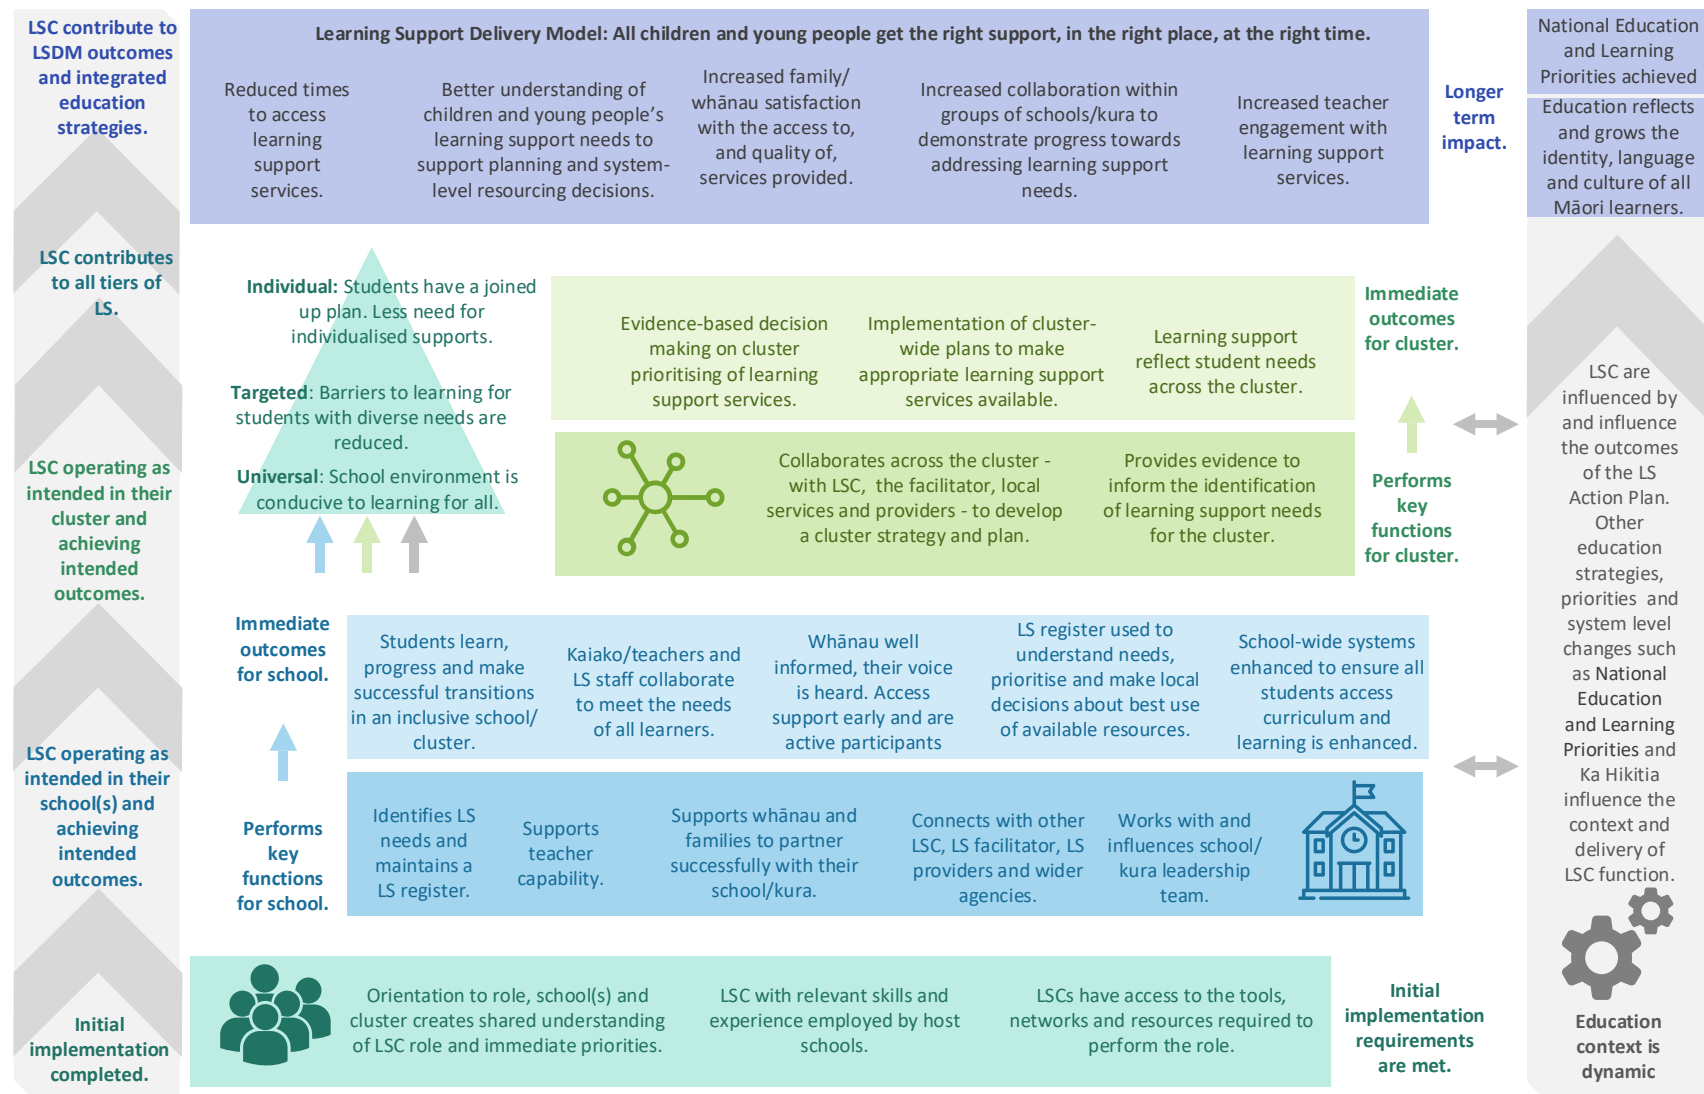 LSC contribute to
LSDM outcomes
and integrated
education
strategies.
Learning Support Delivery Model: All children and young people get the right support, in the right place, at the right time.
Reduced times
to access
learning
support
services.
Better understanding of
children and young people’s
learning support needs to
support planning and system-
level resourcing decisions.
Increased family/
whānau satisfaction
with the access to,
and quality of,
services provided.
Increased collaboration within
groups of schools/kura to
demonstrate progress towards
addressing learning support
needs.
Increased teacher
engagement with
learning support
services.
Longer
term
impact.
National Education
and Learning
Priorities achieved
Education reflects
and grows the
identity, language
and culture of all
Māori learners.
LSC contributes
to all tiers of
LS.
Individual: Students have a joined
up plan. Less need for
individualised supports.
Targeted: Barriers to learning for
students with diverse needs are
reduced.
Universal: School environment is
conducive to learning for all.
Evidence-based decision
making on cluster
prioritising of learning
support services.
Implementation of cluster-
wide plans to make
appropriate learning support
services available.
Learning support
reflect student needs
across the cluster.
Immediate
outcomes
for cluster.
LSC operating as
intended in their
cluster and
achieving
intended
outcomes.
Collaborates across the cluster -
with LSC, the facilitator, local
services and providers - to develop
a cluster strategy and plan.
Provides evidence to
inform the identification
of learning support needs
for the cluster.
Performs
key
functions
for cluster.
LSC are
influenced by
and influence
the outcomes
of the LS
Action Plan.
Other
education
strategies,
priorities and
system level
changes such
as National
Education
and Learning
Priorities and
Ka Hikitia
influence the
context and
delivery of
LSC function.
Immediate
outcomes
for school.
Students learn,
progress and make
successful transitions
in an inclusive school/
cluster.
Kaiako/teachers and
LS staff collaborate
to meet the needs
of all learners.
Whānau well
informed, their voice
is heard. Access
support early and are
active participants
LS register used to
understand needs,
prioritise and make local
decisions about best use
of available resources.
School-wide systems
enhanced to ensure all
students access
curriculum and
learning is enhanced.
LSC operating as
intended in their
school(s) and
achieving
intended
outcomes.
Performs
key
functions
for school.
Identifies LS
needs and
maintains a
LS register.
Supports
teacher
capability.
Supports whānau and
families to partner
successfully with their
school/kura.
Connects with other
LSC, LS facilitator, LS
providers and wider
agencies.
Works with and
influences school/
kura leadership
team.
Initial
implementation
completed.
Orientation to role, school(s) and
cluster creates shared understanding
of LSC role and immediate priorities.
LSC with relevant skills and
experience employed by host
schools.
LSCs have access to the tools,
networks and resources required to
perform the role.
Initial
implementation
requirements
are met.
Education
context is
dynamic